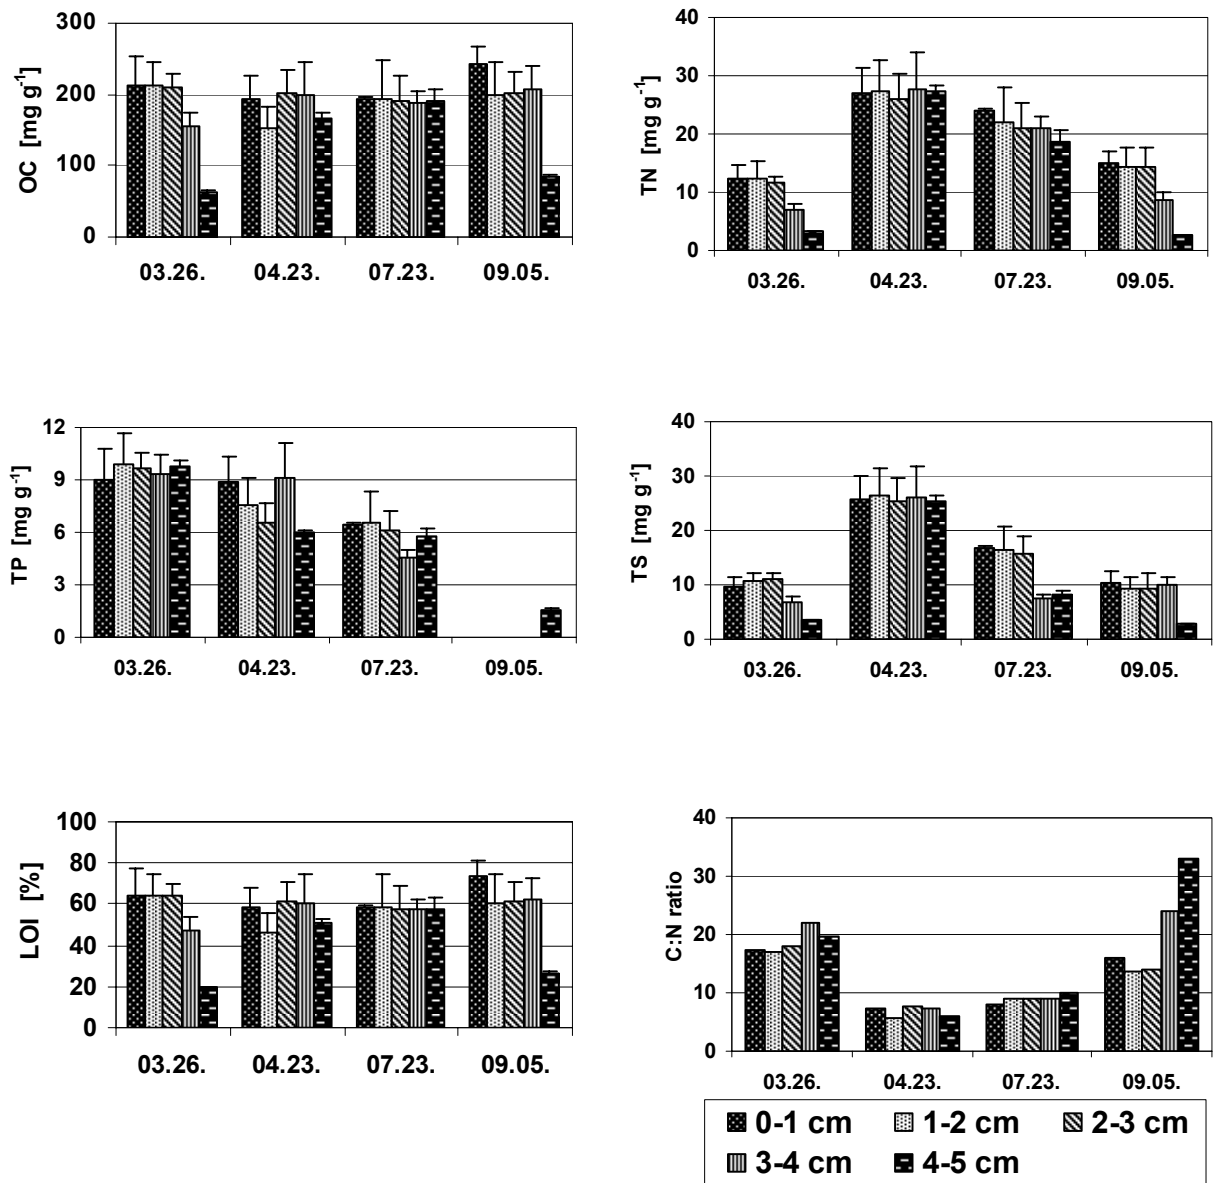 OC [mg g-1]
300
200
100
0
03.26. 04.23. 07.23. 09.05.
TN [mg g-1]
40
30
20
10
0
03.26. 04.23. 07.23. 09.05.
TP [mg g-1]
12
9
6
3
0
03.26. 04.23. 07.23. 09.05.
TS [mg g-1]
40
30
20
10
0
03.26. 04.23. 07.23. 09.05.
LOI [%]
100
80
60
40
20
0
03.26. 04.23. 07.23. 09.05.
C:N ratio
40
30
20
10
0
03.26. 04.23. 07.23. 09.05.
0-1 cm 1-2 cm 2-3 cm
3-4 cm 4-5 cm